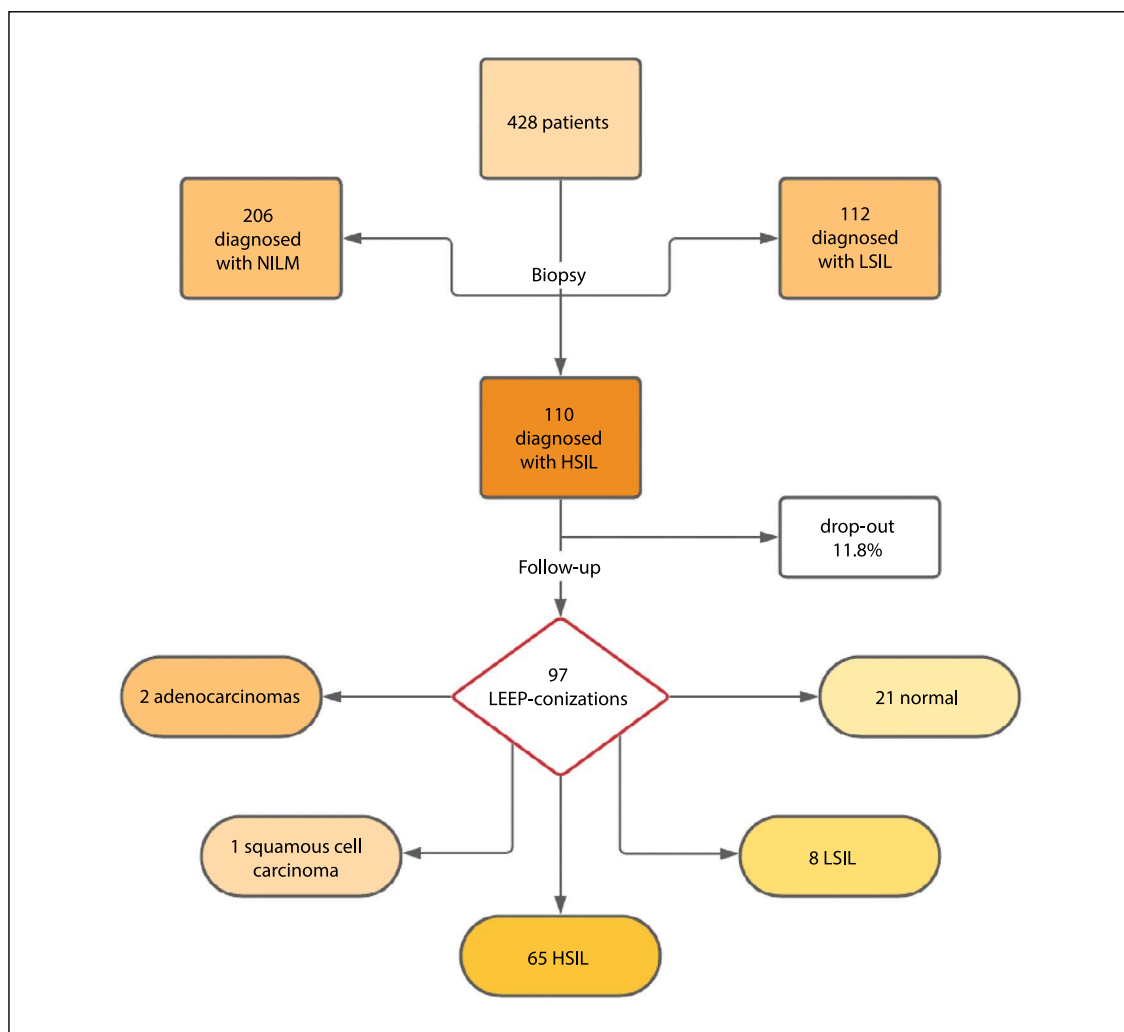 428 patients
206
diagnosed
with NILM
112
diagnosed
with LSIL
Biopsy
110
diagnosed
with HSIL
drop-out
11.8%
Follow-up
97
LEEP-conizations
2 adenocarcinomas
21 normal
1 squamous cell
carcinoma
8 LSIL
65 HSIL